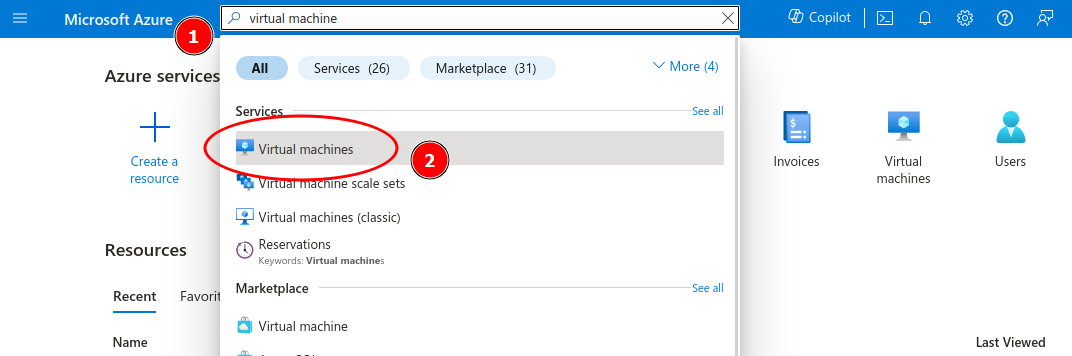 Microsoft Azure
virtual machine
Copilot
1
All
Services (26)
Marketplace (31)
More (4)
Azure services
Services
See all
Virtual machines
2
Virtual machine scale sets
Virtual machines (classic)
Reservations
Keywords: Virtual machines
Marketplace
See all
Virtual machine
Create a
resource
Invoices
Virtual
machines
Users
Resources
Recent
Favorit
Name
Last Viewed